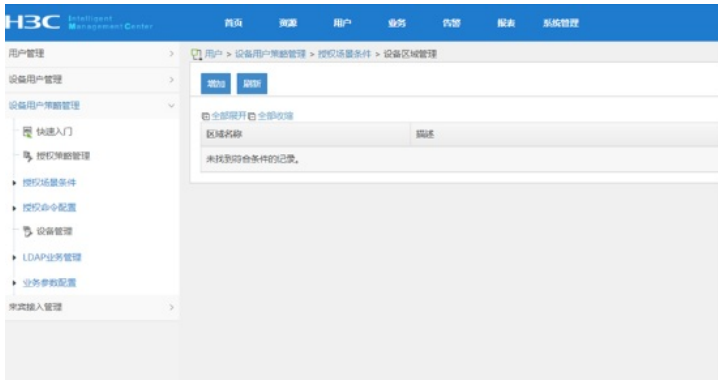 H3C Intelligent Management Center
首页 资源 用户 业务 告警 报表 系统管理
用户管理
设备用户管理
设备用户策略管理
快速入门
授权策略管理
授权场景条件
授权命令配置
设备管理
LDAP业务管理
业务参数配置
来宾接入管理
用户 > 设备用户策略管理 > 授权场景条件 > 设备区域管理
增加 刷新
全部展开 全部收缩
区域名称 描述
未找到符合条件的记录。